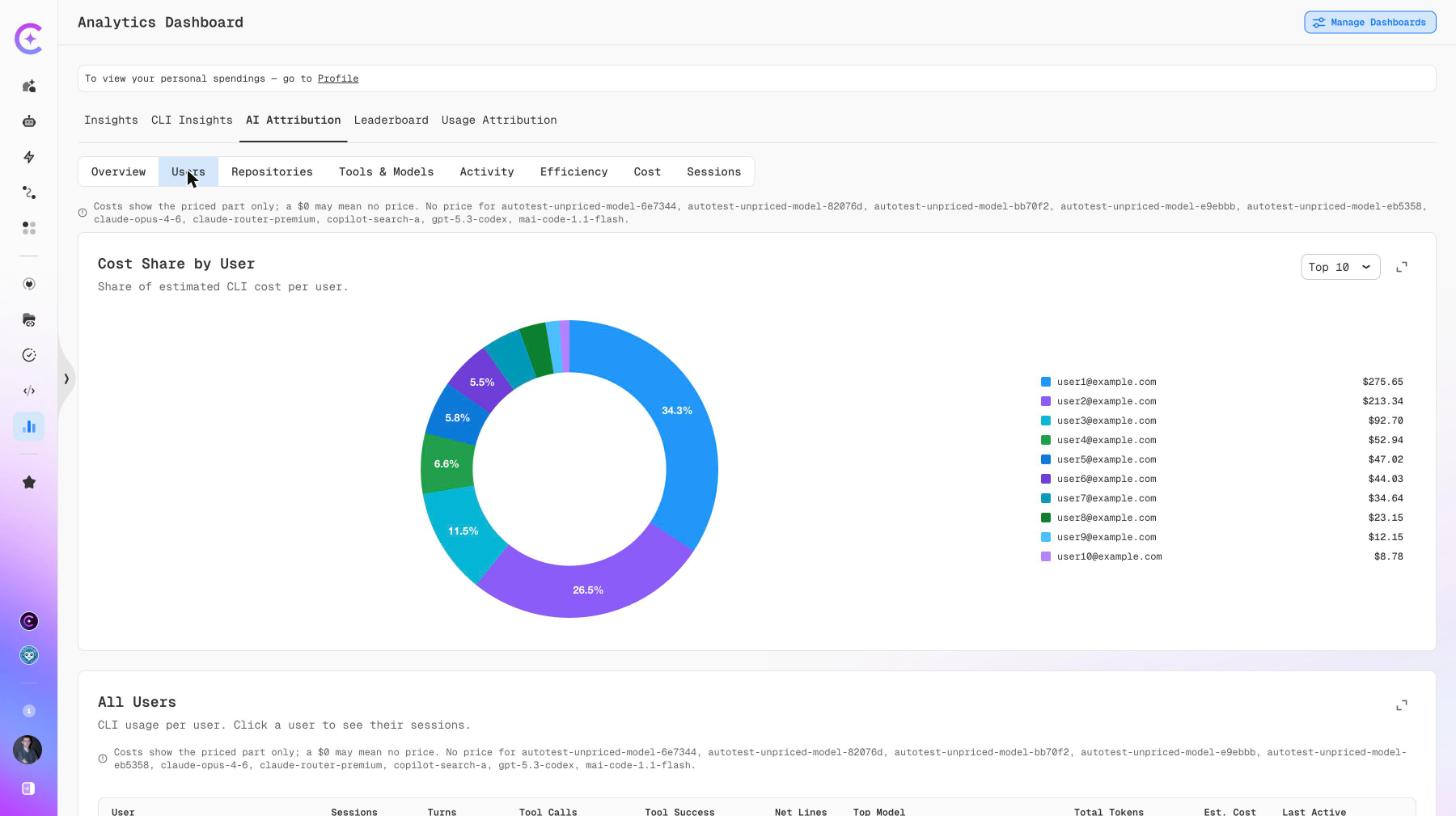 Analytics Dashboard
Manage Dashboards
To view your personal spendings — go to Profile
Insights CLI Insights AI Attribution Leaderboard Usage Attribution
Overview Users Repositories Tools & Models Activity Efficiency Cost Sessions
Costs show the priced part only; a $0 may mean no price. No price for autotest-unpriced-model-6e7344, autotest-unpriced-model-82076d, autotest-unpriced-model-bb70f2, autotest-unpriced-model-e9ebbb, autotest-unpriced-model-eb5358,
claude-opus-4-6, claude-router-premium, copilot-search-a, gpt-5.3-codex, mai-code-1.1-flash.
Cost Share by User
Top 10
Share of estimated CLI cost per user.
34.3%
26.5%
11.5%
6.6%
5.8%
5.5%
user1@example.com $275.65
user2@example.com $213.34
user3@example.com $92.70
user4@example.com $52.94
user5@example.com $47.02
user6@example.com $44.03
user7@example.com $34.64
user8@example.com $23.15
user9@example.com $12.15
user10@example.com $8.78
All Users
CLI usage per user. Click a user to see their sessions.
Costs show the priced part only; a $0 may mean no price. No price for autotest-unpriced-model-6e7344, autotest-unpriced-model-82076d, autotest-unpriced-model-bb70f2, autotest-unpriced-model-e9ebbb, autotest-unpriced-model-
eb5358, claude-opus-4-6, claude-router-premium, copilot-search-a, gpt-5.3-codex, mai-code-1.1-flash.
User Sessions Turns Tool Calls Tool Success Net Lines Top Model Total Tokens Est. Cost Last Active